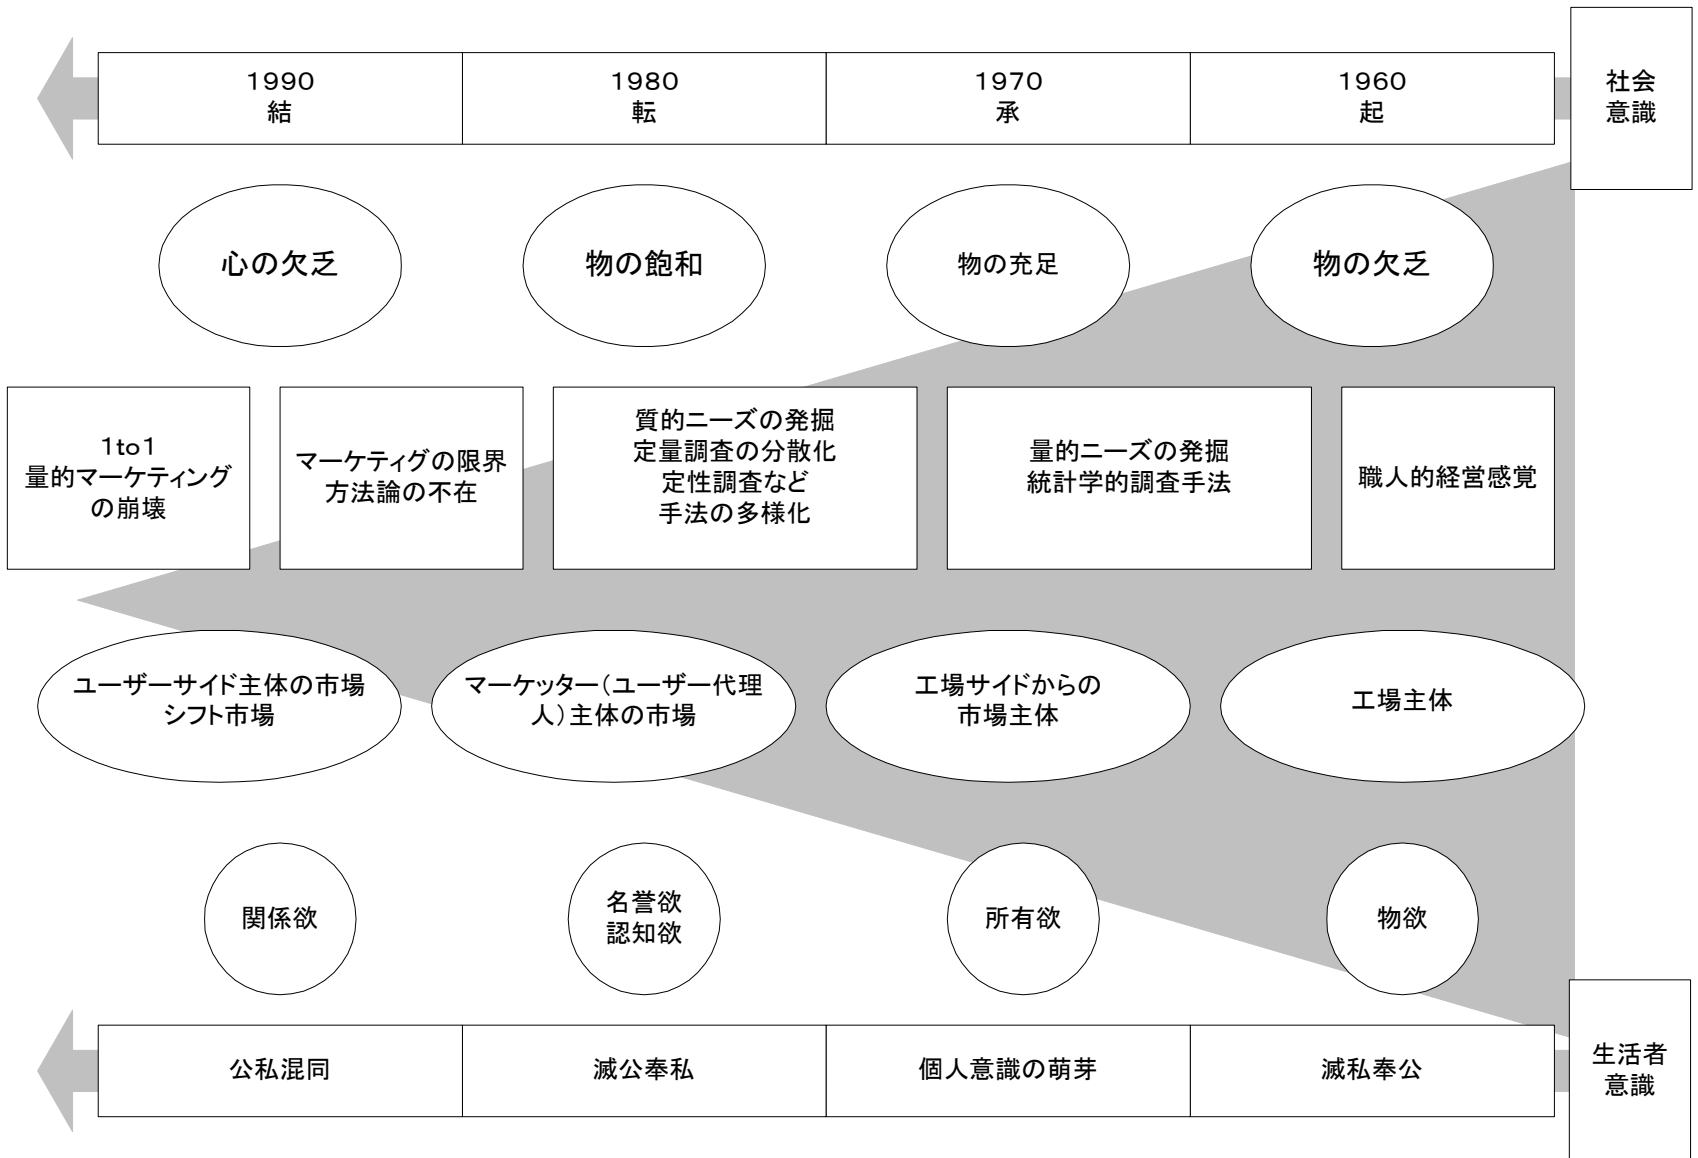 1990
結
1980
転
1970
承
1960
起
社会
意識
心の欠乏
物の飽和
物の充足
物の欠乏
1to1
量的マーケティング
の崩壊
マーケティグの限界
方法論の不在
質的ニーズの発掘
定量調査の分散化
定性調査など
手法の多様化
量的ニーズの発掘
統計学的調査手法
職人的経営感覚
ユーザーサイド主体の市場
シフト市場
マーケッター（ユーザー代理
人）主体の市場
工場サイドからの
市場主体
工場主体
関係欲
名誉欲
認知欲
所有欲
物欲
公私混同
滅公奉私
個人意識の萌芽
滅私奉公
生活者
意識